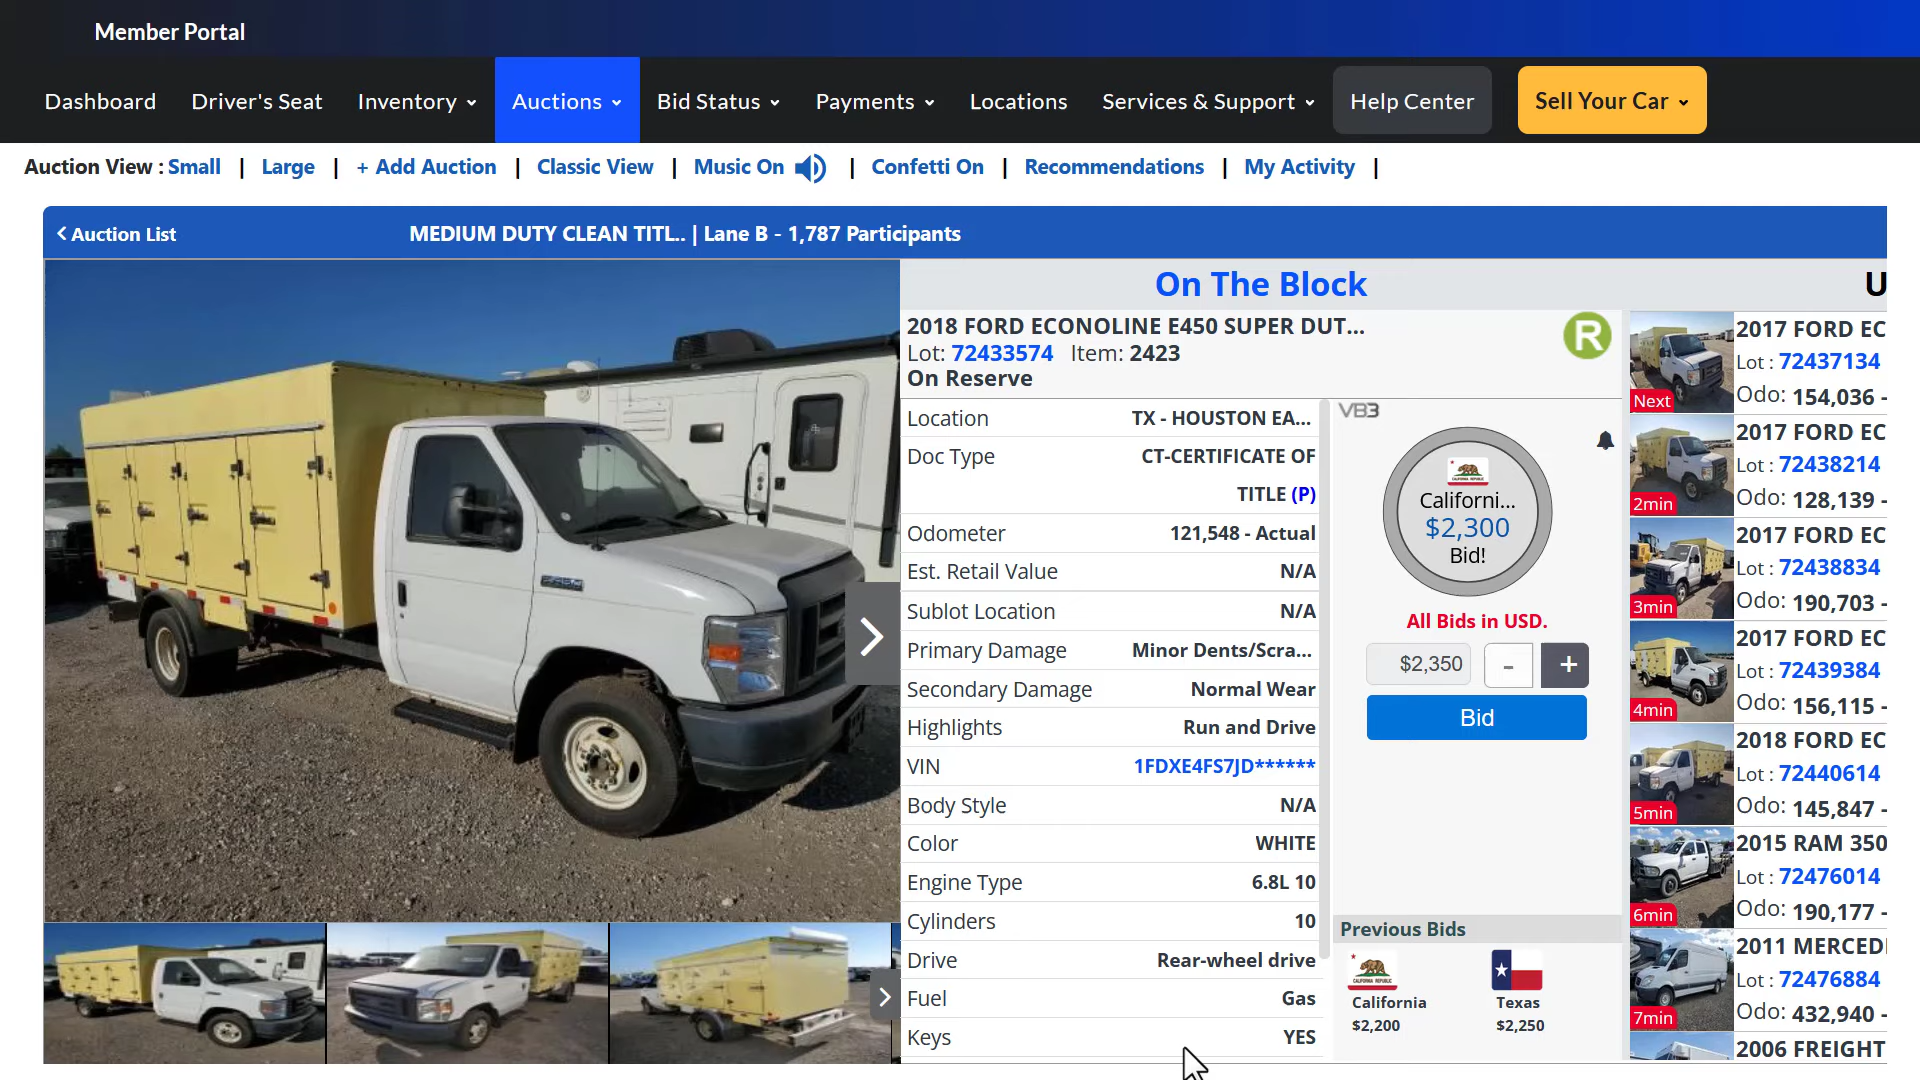 Member Portal
Dashboard Driver's Seat Inventory Auctions Bid Status Payments Locations Services & Support Help Center Sell Your Car
Auction View : Small | Large | + Add Auction | Classic View | Music On | Confetti On | Recommendations | My Activity |
Auction List
MEDIUM DUTY CLEAN TITL.. | Lane B - 1,787 Participants
On The Block
U
2018 FORD ECONOLINE E450 SUPER DUT...
Lot: 72433574 Item: 2423
On Reserve
R
Location TX - HOUSTON EA...
Doc Type CT-CERTIFICATE OF
TITLE (P)
Odometer 121,548 - Actual
Est. Retail Value N/A
Sublot Location N/A
Primary Damage Minor Dents/Scra...
Secondary Damage Normal Wear
Highlights Run and Drive
VIN 1FDXE4FS7JD******
Body Style N/A
Color WHITE
Engine Type 6.8L 10
Cylinders 10
Drive Rear-wheel drive
Fuel Gas
Keys YES
VB3
Californi...
$2,300
Bid!
All Bids in USD.
$2,350 - +
Bid
Previous Bids
California
$2,200
Texas
$2,250
2017 FORD EC
Lot : 72437134
Odo: 154,036 -
Next
2017 FORD EC
Lot : 72438214
Odo: 128,139 -
2min
2017 FORD EC
Lot : 72438834
Odo: 190,703 -
3min
2017 FORD EC
Lot : 72439384
Odo: 156,115 -
4min
2018 FORD EC
Lot : 72440614
Odo: 145,847 -
5min
2015 RAM 350
Lot : 72476014
Odo: 190,177 -
6min
2011 MERCED
Lot : 72476884
Odo: 432,940 -
7min
2006 FREIGHT